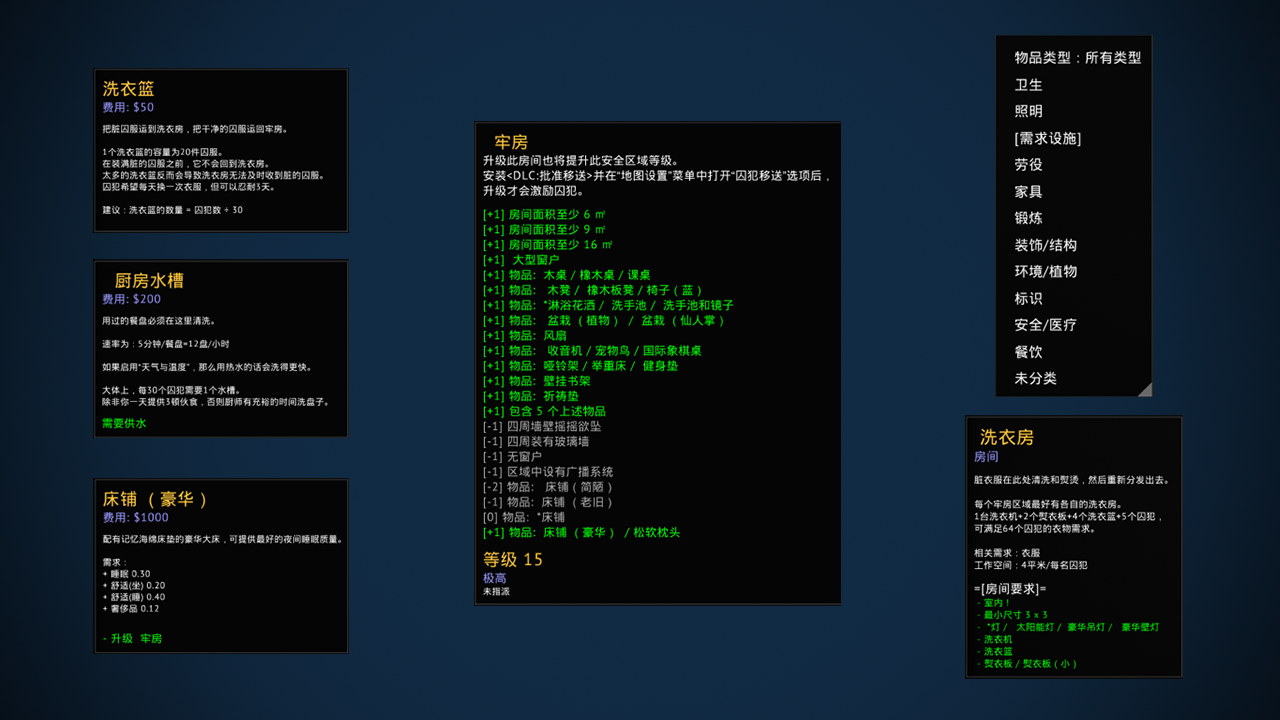 洗衣篮
费用: $50
把脏囚服运到洗衣房，把干净的囚服运回牢房。
1个洗衣篮的容量为20件囚服。
在装满脏的囚服之前，它不会回到洗衣房。
太多的洗衣篮反而会导致洗衣房无法及时收到脏的囚服。
囚犯希望每天换一次衣服，但可以忍耐3天。
建议：洗衣篮的数量 = 囚犯数 ÷ 30
厨房水槽
费用: $200
用过的餐盘必须在这里清洗。
速率为：5分钟/餐盘=12盘/小时
如果启用"天气与温度"，那么用热水的话会洗得更快。
大体上，每30个囚犯需要1个水槽。
除非你一天提供3顿伙食，否则厨师有充裕的时间洗盘子。
需要供水
床铺 （豪华）
费用: $1000
配有记忆海绵床垫的豪华大床，可提供最好的夜间睡眠质量。
需求：
+ 睡眠 0.30
+ 舒适(坐) 0.20
+ 舒适(睡) 0.40
+ 奢侈品 0.12
- 升级 牢房
牢房
升级此房间也将提升此安全区域等级。
安装<DLC:批准移送>并在"地图设置"菜单中打开"囚犯移送"选项后，
升级才会激励囚犯。
[+1] 房间面积至少 6 ㎡
[+1] 房间面积至少 9 ㎡
[+1] 房间面积至少 16 ㎡
[+1] 大型窗户
[+1] 物品: 木桌 / 橡木桌 / 课桌
[+1] 物品: 木凳 / 橡木板凳 / 椅子（蓝）
[+1] 物品: *淋浴花洒 / 洗手池 / 洗手池和镜子
[+1] 物品: 盆栽 （植物） / 盆栽 （仙人掌）
[+1] 物品: 风扇
[+1] 物品: 收音机 / 宠物鸟 / 国际象棋桌
[+1] 物品: 哑铃架 / 举重床 / 健身垫
[+1] 物品: 壁挂书架
[+1] 物品: 祈祷垫
[+1] 包含 5 个上述物品
[-1] 四周墙壁摇摇欲坠
[-1] 四周装有玻璃墙
[-1] 无窗户
[-1] 区域中设有广播系统
[-2] 物品: 床铺（简陋）
[-1] 物品: 床铺（老旧）
[0] 物品: *床铺
[+1] 物品: 床铺 （豪华） / 松软枕头
等级 15
极高
未指派
物品类型：所有类型
卫生
照明
[需求设施]
劳役
家具
锻炼
装饰/结构
环境/植物
标识
安全/医疗
餐饮
未分类
洗衣房
房间
脏衣服在此处清洗和熨烫，然后重新分发出去。
每个牢房区域最好有各自的洗衣房。
1台洗衣机+2个熨衣板+4个洗衣篮+5个囚犯，
可满足64个囚犯的衣物需求。
相关需求：衣服
工作空间：4平米/每名囚犯
=[房间要求]=
- 室内！
- 最小尺寸 3 x 3
- *灯 / 太阳能灯 / 豪华吊灯 / 豪华壁灯
- 洗衣机
- 洗衣篮
- 熨衣板 / 熨衣板（小）